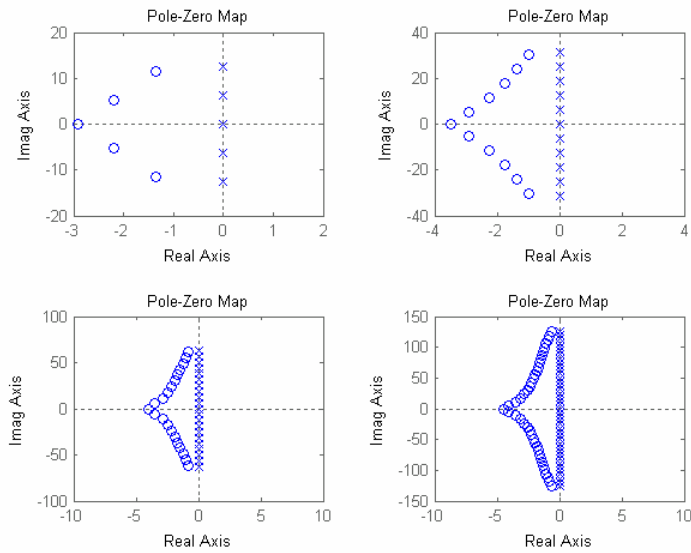 Pole-Zero Map
20
10
0
-10
-20
Imag Axis
-3 -2 -1 0 1 2
Real Axis
Pole-Zero Map
40
20
0
-20
-40
Imag Axis
-4 -2 0 2 4
Real Axis
Pole-Zero Map
100
50
0
-50
-100
Imag Axis
-10 -5 0 5 10
Real Axis
Pole-Zero Map
150
100
50
0
-50
-100
-150
Imag Axis
-10 -5 0 5 10
Real Axis